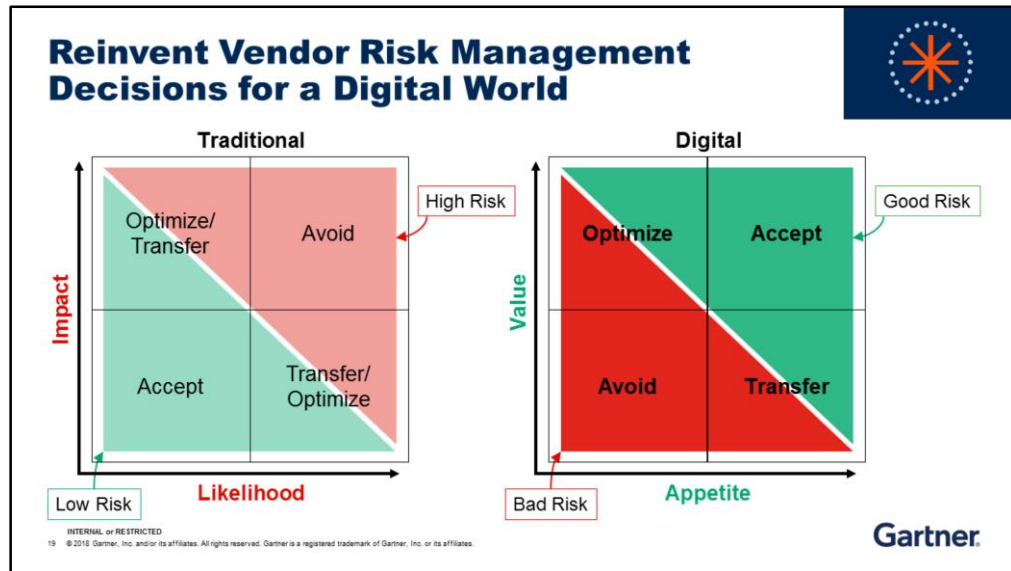 Reinvent Vendor Risk Management
Decisions for a Digital World
Traditional
Impact
Optimize/
Transfer
Avoid
High Risk
Accept
Transfer/
Optimize
Low Risk
Likelihood
Digital
Value
Optimize
Accept
Good Risk
Avoid
Transfer
Bad Risk
Appetite
INTERNAL or RESTRICTED
19 © 2018 Gartner, Inc. and/or its affiliates. All rights reserved. Gartner is a registered trademark of Gartner, Inc. or its affiliates.
Gartner